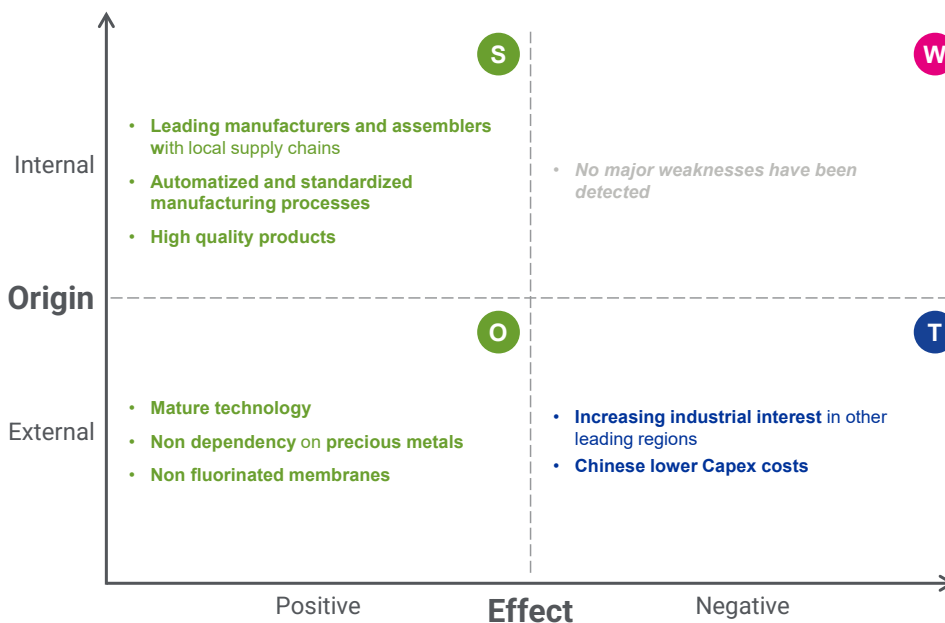 S
W
• Leading manufacturers and assemblers
with local supply chains
• Automatized and standardized
manufacturing processes
• High quality products
Internal
• No major weaknesses have been
detected
Origin
O
T
• Mature technology
• Non dependency on precious metals
• Non fluorinated membranes
External
• Increasing industrial interest in other
leading regions
• Chinese lower Capex costs
Positive
Effect
Negative